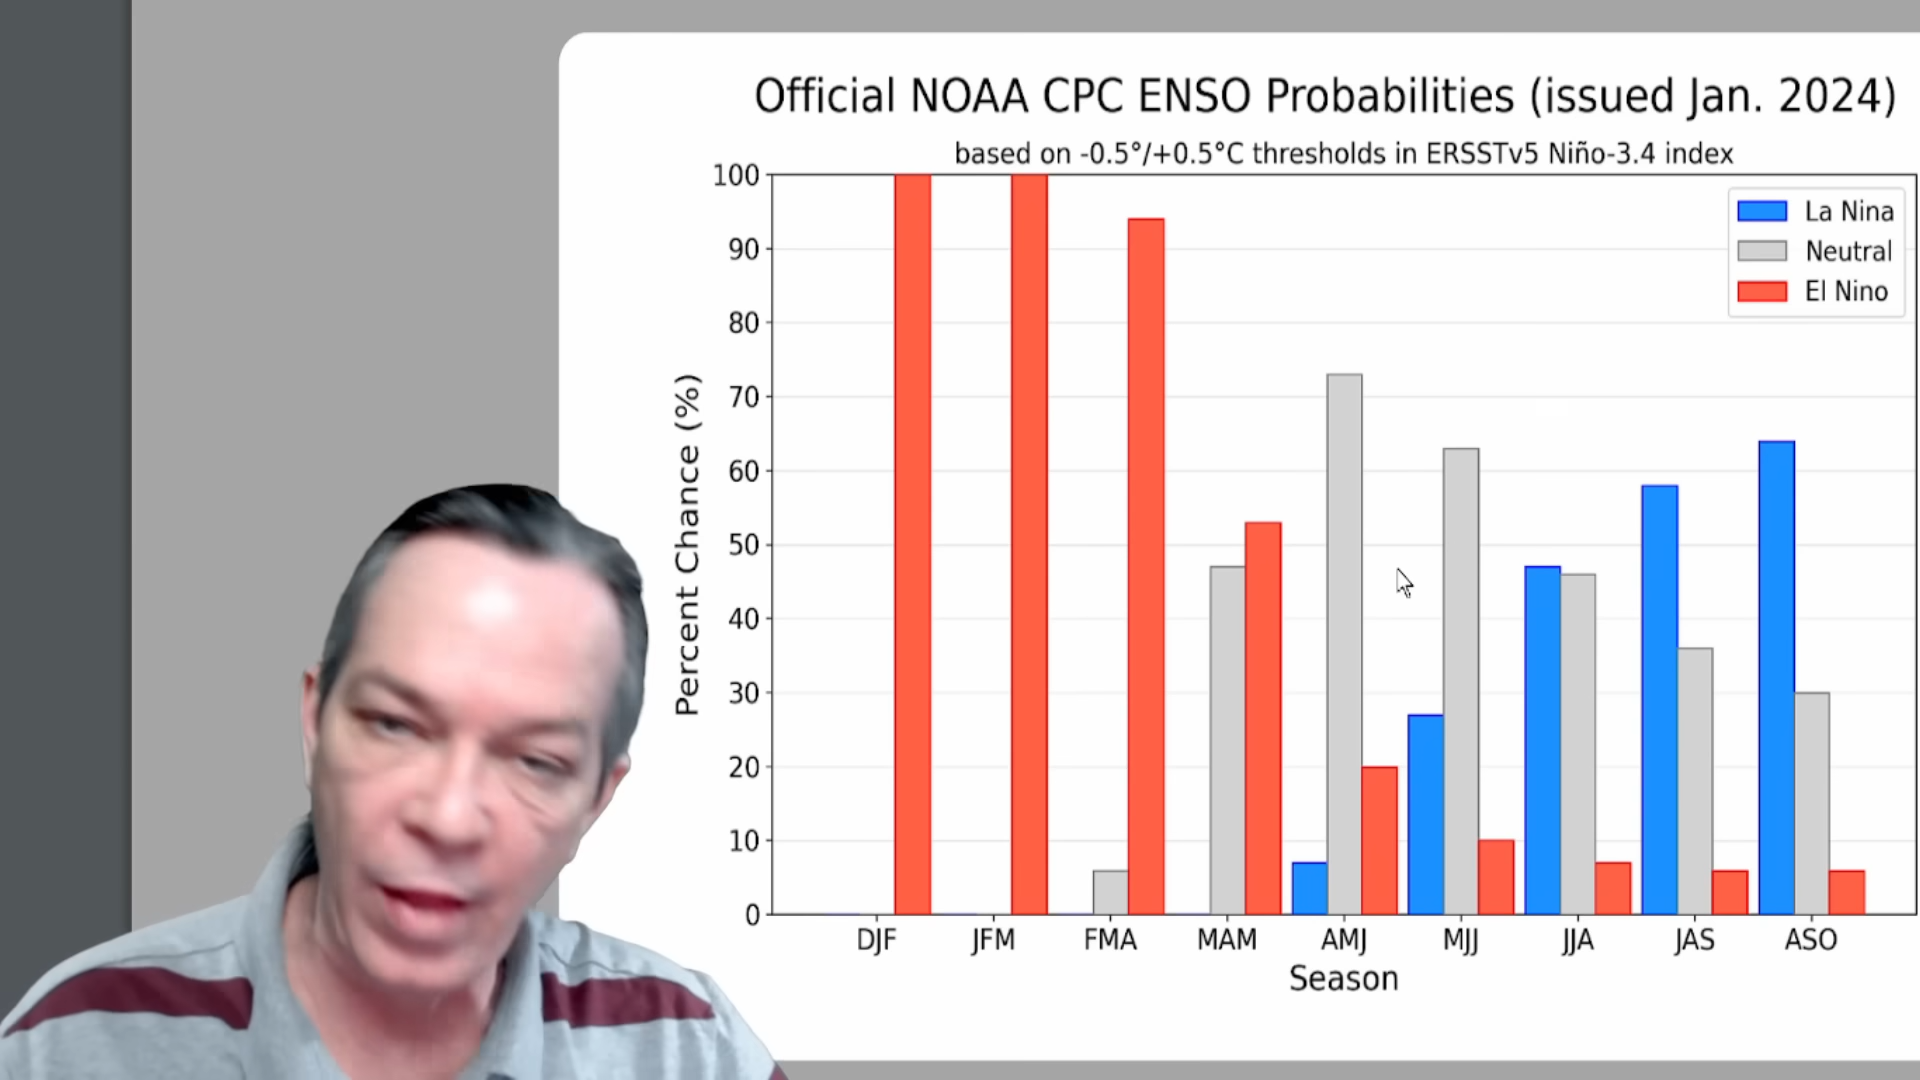 Official NOAA CPC ENSO Probabilities (issued Jan. 2024)
based on -0.5°/+0.5°C thresholds in ERSSTv5 Niño-3.4 index
La Nina
Neutral
El Nino
Percent Chance (%)
100
90
80
70
60
50
40
30
20
10
0
DJF JFM FMA MAM AMJ MJJ JJA JAS ASO
Season